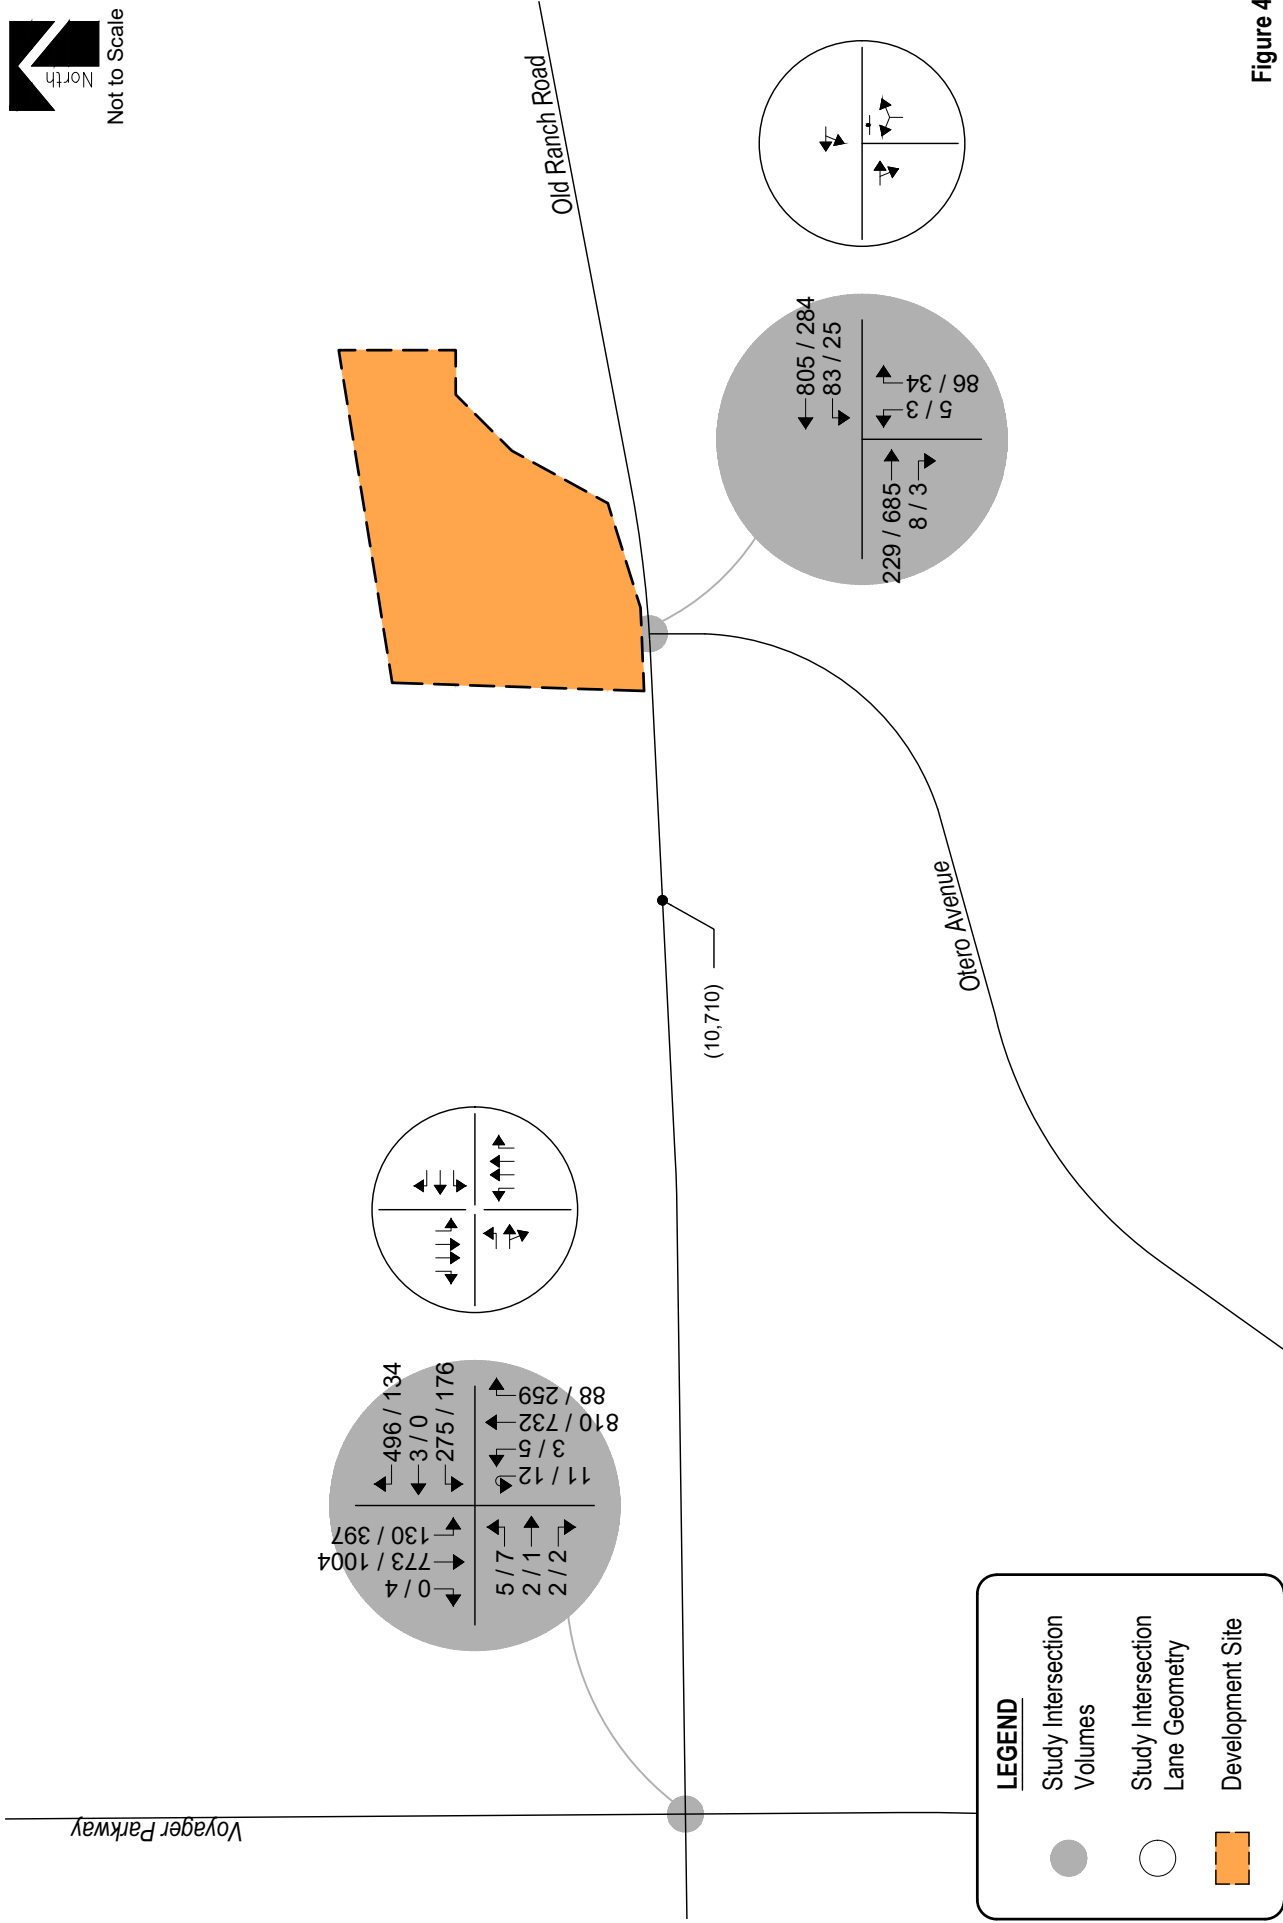 North
Not to Scale
Old Ranch Road
805 / 284
83 / 25
86 / 34
5 / 3
229 / 685
8 / 3
Otero Avenue
(10,710)
496 / 134
3 / 0
275 / 176
88 / 259
810 / 732
3 / 5
11 / 12
130 / 397
773 / 1004
0 / 4
5 / 7
2 / 1
2 / 2
Voyager Parkway
LEGEND
Study Intersection
Volumes
Study Intersection
Lane Geometry
Development Site
Figure 4